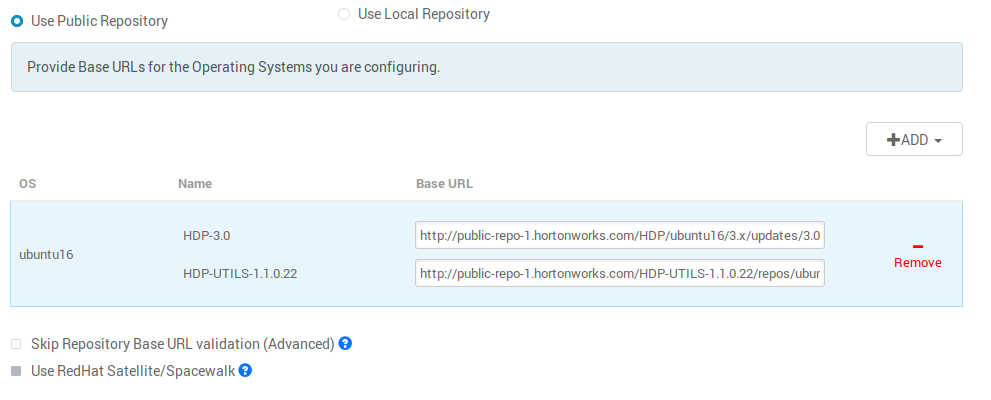 Use Public Repository
Use Local Repository
Provide Base URLs for the Operating Systems you are configuring.
ADD
OS Name Base URL
ubuntu16
HDP-3.0 http://public-repo-1.hortonworks.com/HDP/ubuntu16/3.x/updates/3.0
HDP-UTILS-1.1.0.22 http://public-repo-1.hortonworks.com/HDP-UTILS-1.1.0.22/repos/ubun
Remove
Skip Repository Base URL validation (Advanced) ?
Use RedHat Satellite/Spacewalk ?